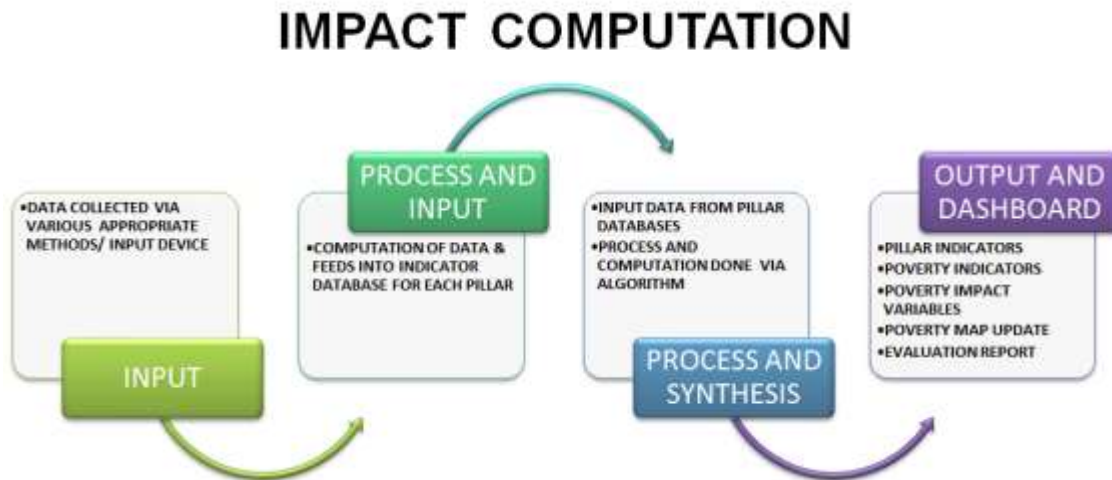 IMPACT COMPUTATION
•DATA COLLECTED VIA
VARIOUS APPROPRIATE
METHODS/ INPUT DEVICE
INPUT
PROCESS AND
INPUT
•COMPUTATION OF DATA &
FEEDS INTO INDICATOR
DATABASE FOR EACH PILLAR
•INPUT DATA FROM PILLAR
DATABASES
•PROCESS AND
COMPUTATION DONE VIA
ALGORITHM
PROCESS AND
SYNTHESIS
OUTPUT AND
DASHBOARD
•PILLAR INDICATORS
•POVERTY INDICATORS
•POVERTY IMPACT
VARIABLES
•POVERTY MAP UPDATE
•EVALUATION REPORT